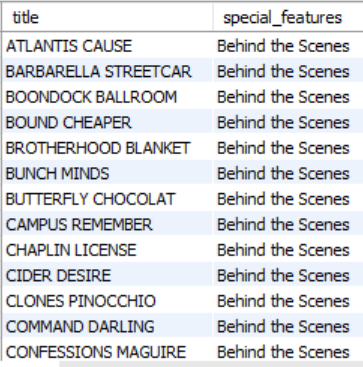 title special_features
ATLANTIS CAUSE Behind the Scenes
BARBARELLA STREETCAR Behind the Scenes
BOONDOCK BALLROOM Behind the Scenes
BOUND CHEAPER Behind the Scenes
BROTHERHOOD BLANKET Behind the Scenes
BUNCH MINDS Behind the Scenes
BUTTERFLY CHOCOLAT Behind the Scenes
CAMPUS REMEMBER Behind the Scenes
CHAPLIN LICENSE Behind the Scenes
CIDER DESIRE Behind the Scenes
CLONES PINOCCHIO Behind the Scenes
COMMAND DARLING Behind the Scenes
CONFESSIONS MAGUIRE Behind the Scenes